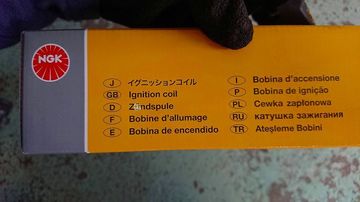 NGK
J イグニッションコイル
GB Ignition coil
D Zündspule
F Bobine d'allumage
E Bobina de encendido
I Bobina d'accensione
P Bobina de ignição
PL Cewka zapłonowa
RU катушка зажигания
TR Ateşleme Bobini